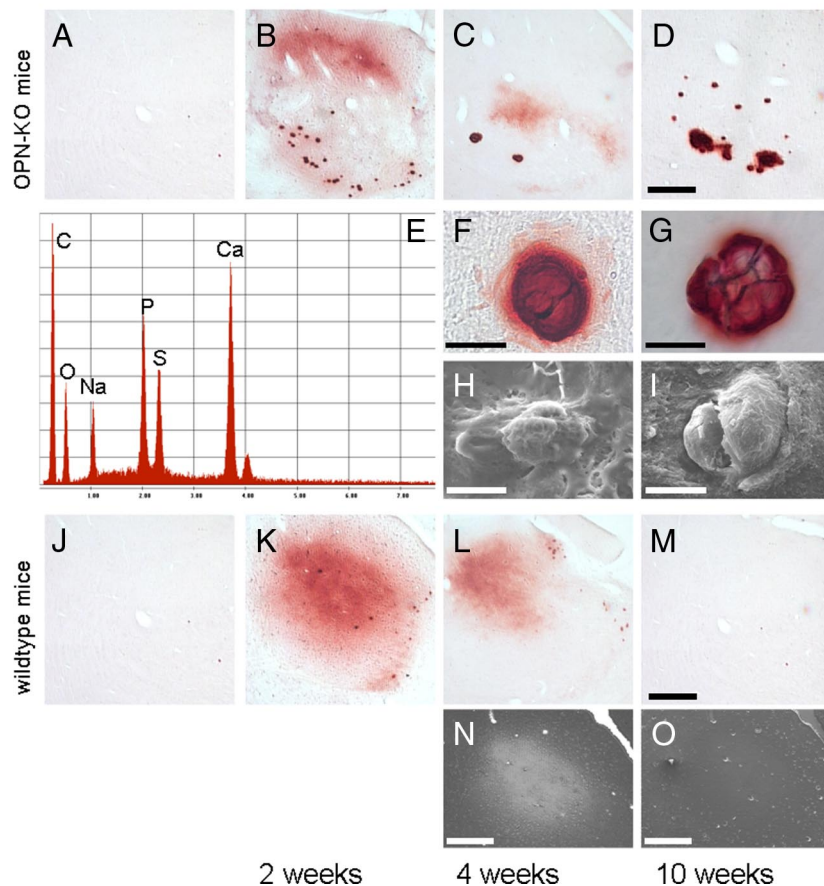 A
B
C
D
OPN-KO mice
C
O
Na
P
S
Ca
E
1.00 2.00 3.00 4.00 5.00 6.00 7.00
F
G
H
I
J
K
L
M
wildtype mice
N
O
2 weeks
4 weeks
10 weeks